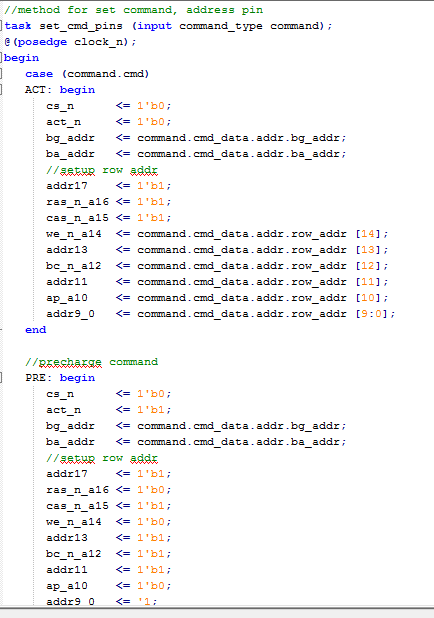 //method for set command, address pin
task set_cmd_pins (input command_type command);
@(posedge clock_n);
begin
case (command.cmd)
ACT: begin
cs_n <= 1'b0;
act_n <= 1'b0;
bg_addr <= command.cmd_data.addr.bg_addr;
ba_addr <= command.cmd_data.addr.ba_addr;
//setup row addr
addr17 <= 1'b1;
ras_n_a16 <= 1'b1;
cas_n_a15 <= 1'b1;
we_n_a14 <= command.cmd_data.addr.row_addr [14];
addr13 <= command.cmd_data.addr.row_addr [13];
bc_n_a12 <= command.cmd_data.addr.row_addr [12];
addr11 <= command.cmd_data.addr.row_addr [11];
ap_a10 <= command.cmd_data.addr.row_addr [10];
addr9_0 <= command.cmd_data.addr.row_addr [9:0];
end
//precharge command
PRE: begin
cs_n <= 1'b0;
act_n <= 1'b1;
bg_addr <= command.cmd_data.addr.bg_addr;
ba_addr <= command.cmd_data.addr.ba_addr;
//setup row addr
addr17 <= 1'b1;
ras_n_a16 <= 1'b0;
cas_n_a15 <= 1'b1;
we_n_a14 <= 1'b0;
addr13 <= 1'b1;
bc_n_a12 <= 1'b1;
addr11 <= 1'b1;
ap_a10 <= 1'b0;
addr9_0 <= '1;